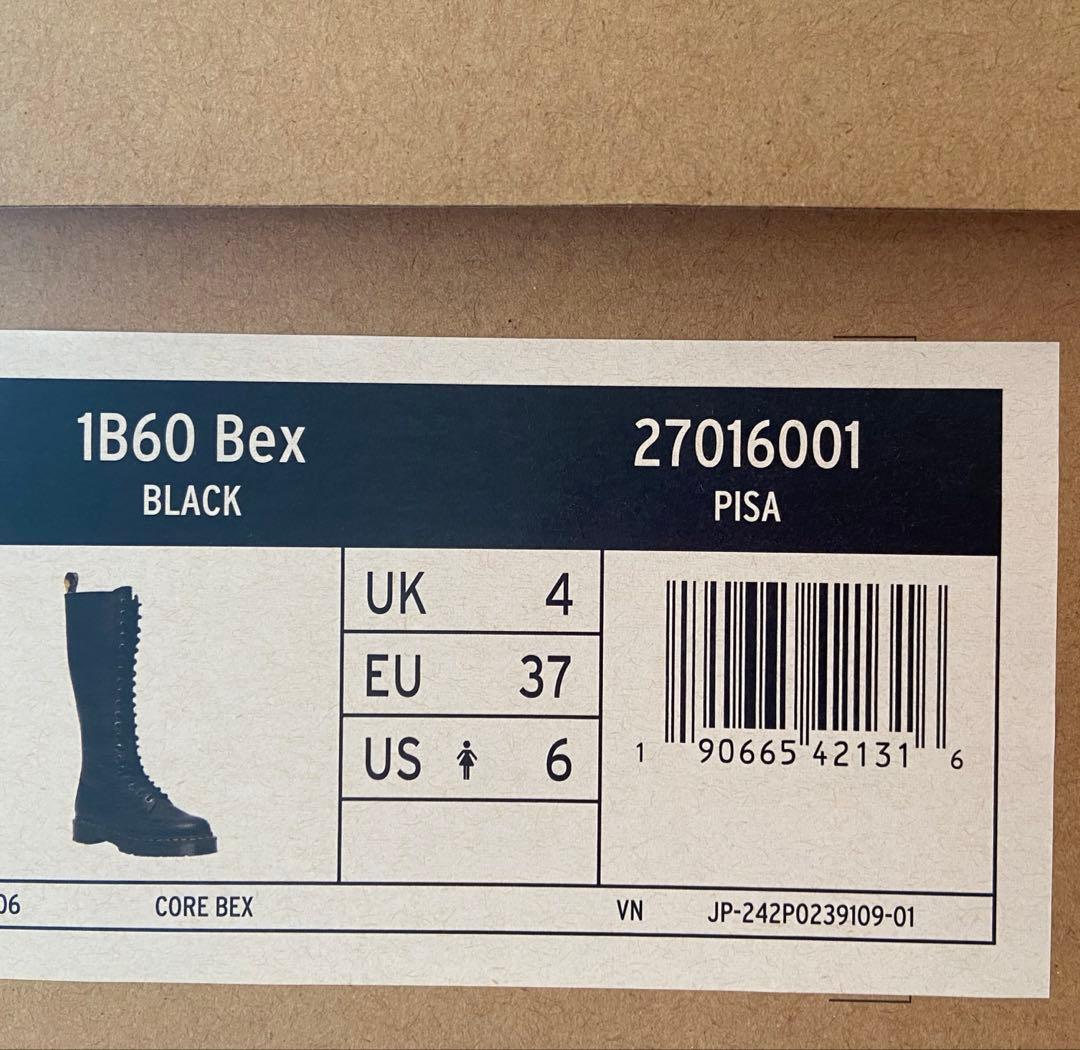 1B60 Bex
BLACK
27016001
PISA
UK 4
EU 37
US 6
1 90665 42131 6
06 CORE BEX VN JP-242P0239109-01